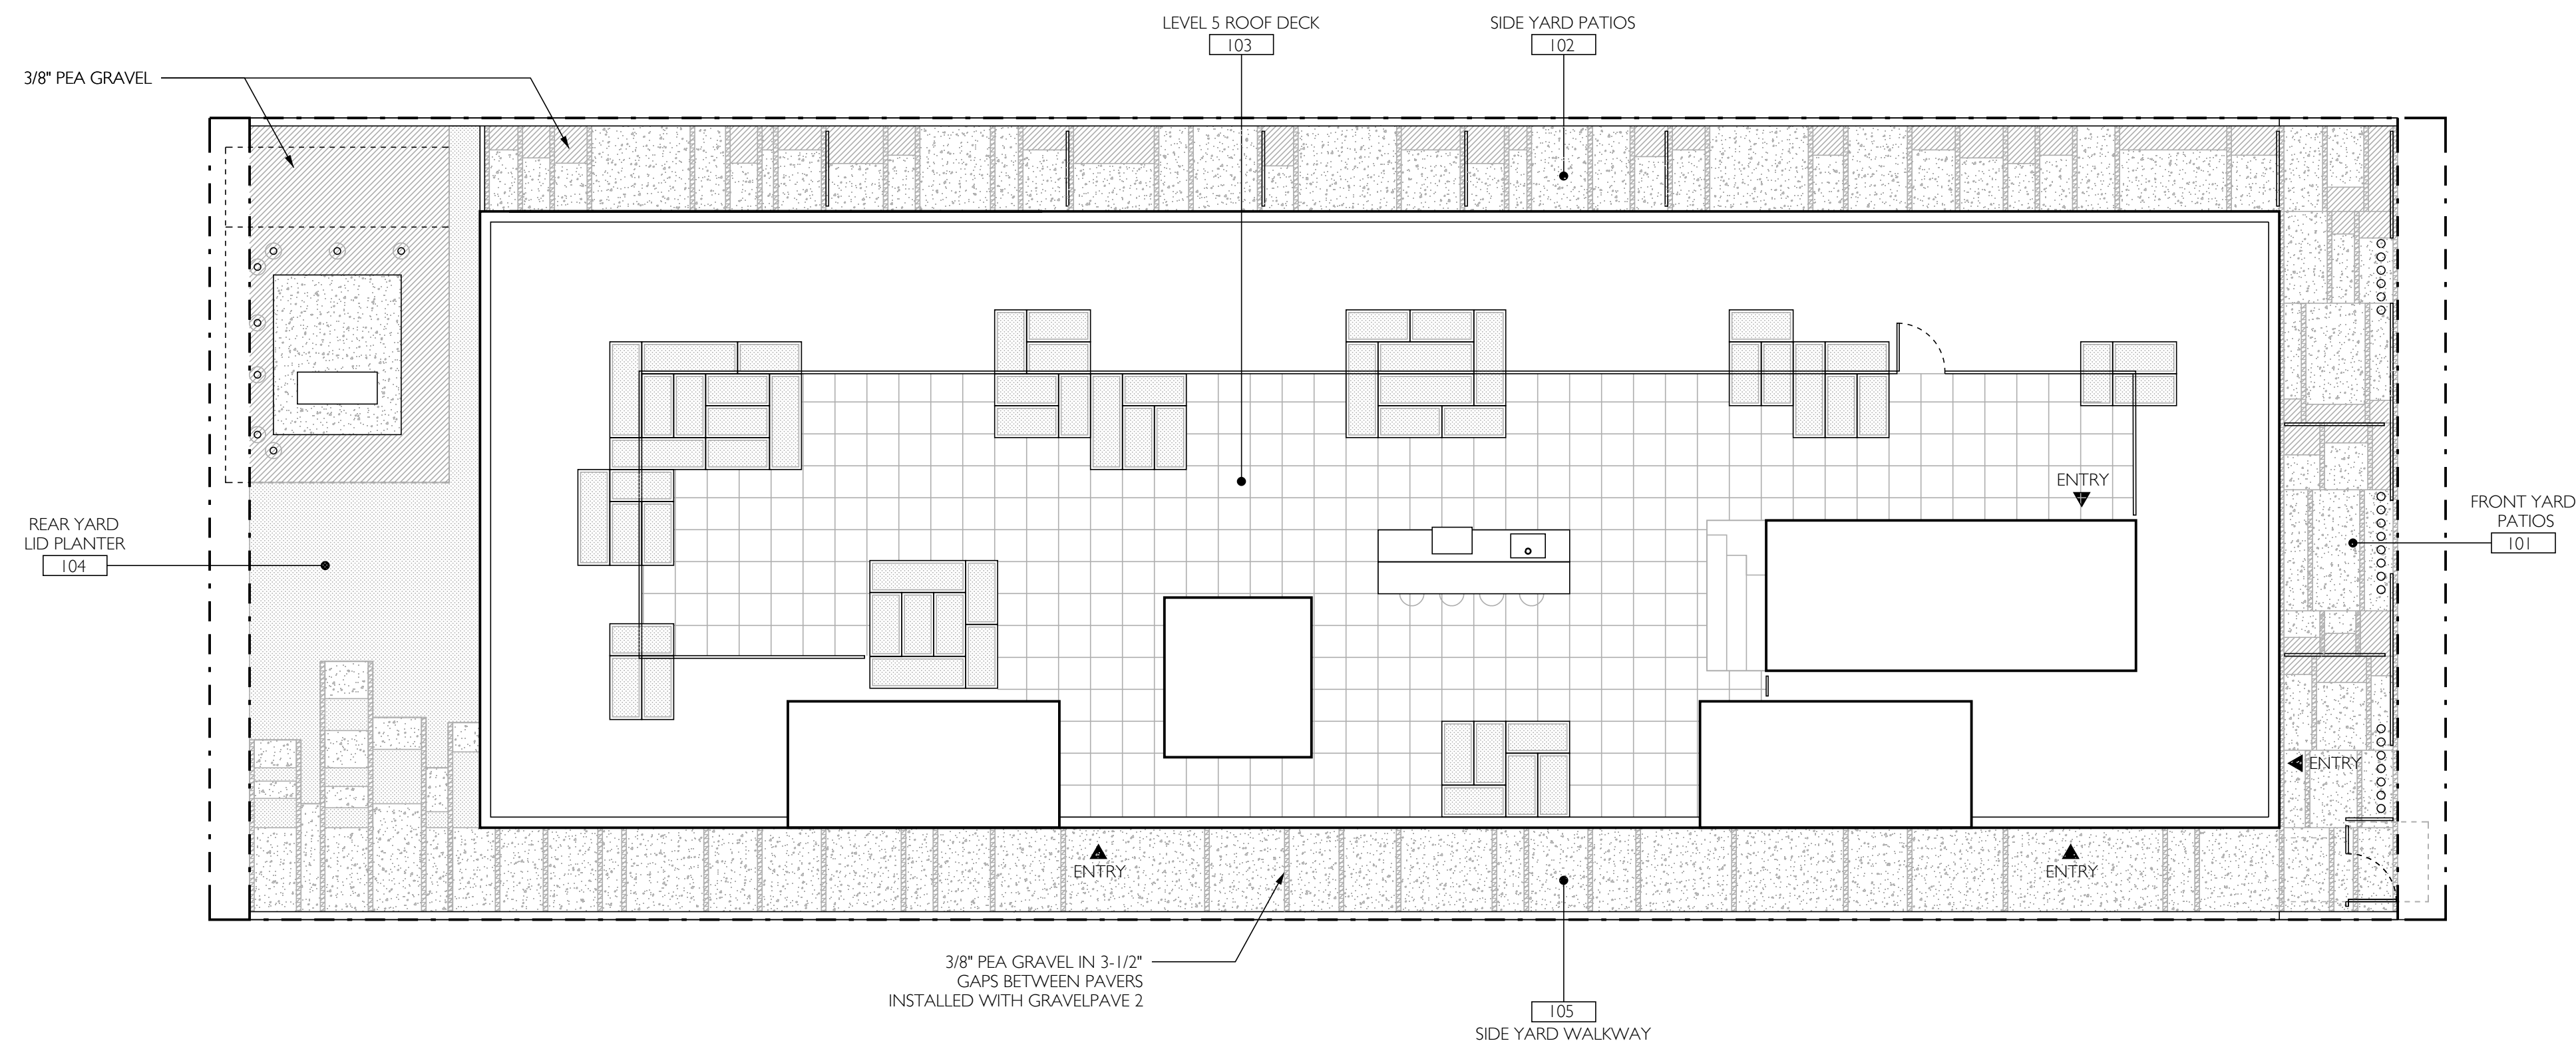 LEVEL 5 ROOF DECK
103
SIDE YARD PATIOS
102
3/8" PEA GRAVEL
ENTRY
FRONT YARD
PATIOS
101
REAR YARD
LID PLANTER
104
ENTRY
ENTRY
ENTRY
3/8" PEA GRAVEL IN 3-1/2"
GAPS BETWEEN PAVERS
INSTALLED WITH GRAVELPAVE 2
105
SIDE YARD WALKWAY